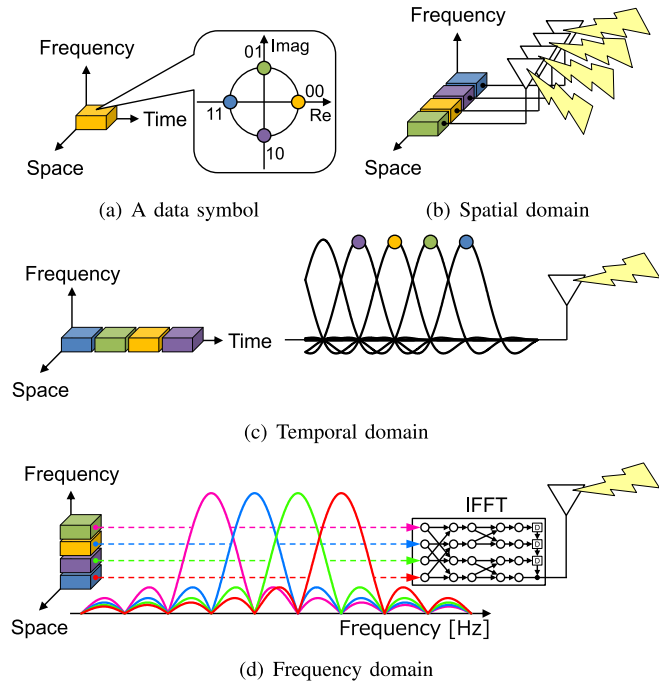 Frequency
Time
Space
01
Imag
00
11
Re
10
(a) A data symbol
Frequency
Time
Space
(b) Spatial domain
Frequency
Time
Space
(c) Temporal domain
Frequency
IFFT
D
D
D
Space
Frequency [Hz]
(d) Frequency domain